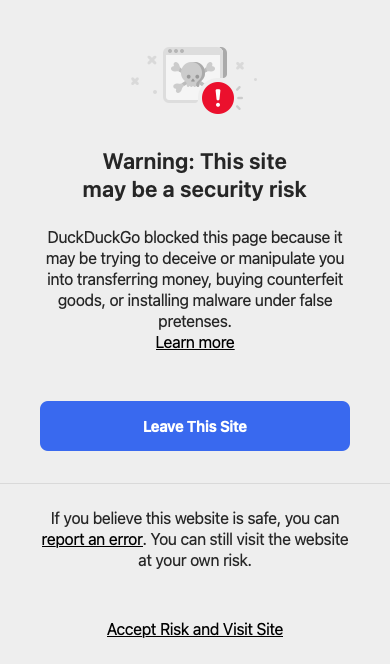 Warning: This site
may be a security risk
DuckDuckGo blocked this page because it
may be trying to deceive or manipulate you
into transferring money, buying counterfeit
goods, or installing malware under false
pretenses.
Learn more
Leave This Site
If you believe this website is safe, you can
report an error. You can still visit the website
at your own risk.
Accept Risk and Visit Site